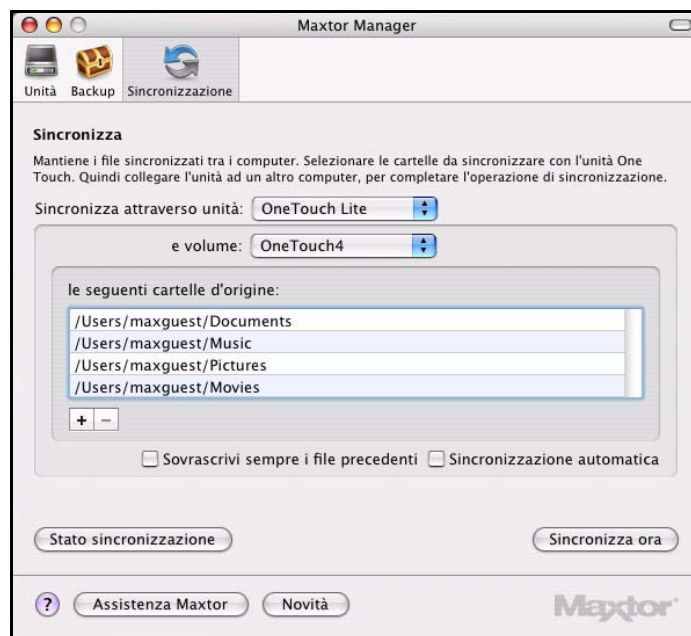 Maxtor Manager
Unità Backup Sincronizzazione
Sincronizza
Mantiene i file sincronizzati tra i computer. Selezionare le cartelle da sincronizzare con l'unità One
Touch. Quindi collegare l'unità ad un altro computer, per completare l'operazione di sincronizzazione.
Sincronizza attraverso unità: OneTouch Lite
e volume: OneTouch4
le seguenti cartelle d'origine:
/Users/maxguest/Documents
/Users/maxguest/Music
/Users/maxguest/Pictures
/Users/maxguest/Movies
+ −
Sovrascrivi sempre i file precedenti Sincronizzazione automatica
Stato sincronizzazione Sincronizza ora
? Assistenza Maxtor Novità Maxtor